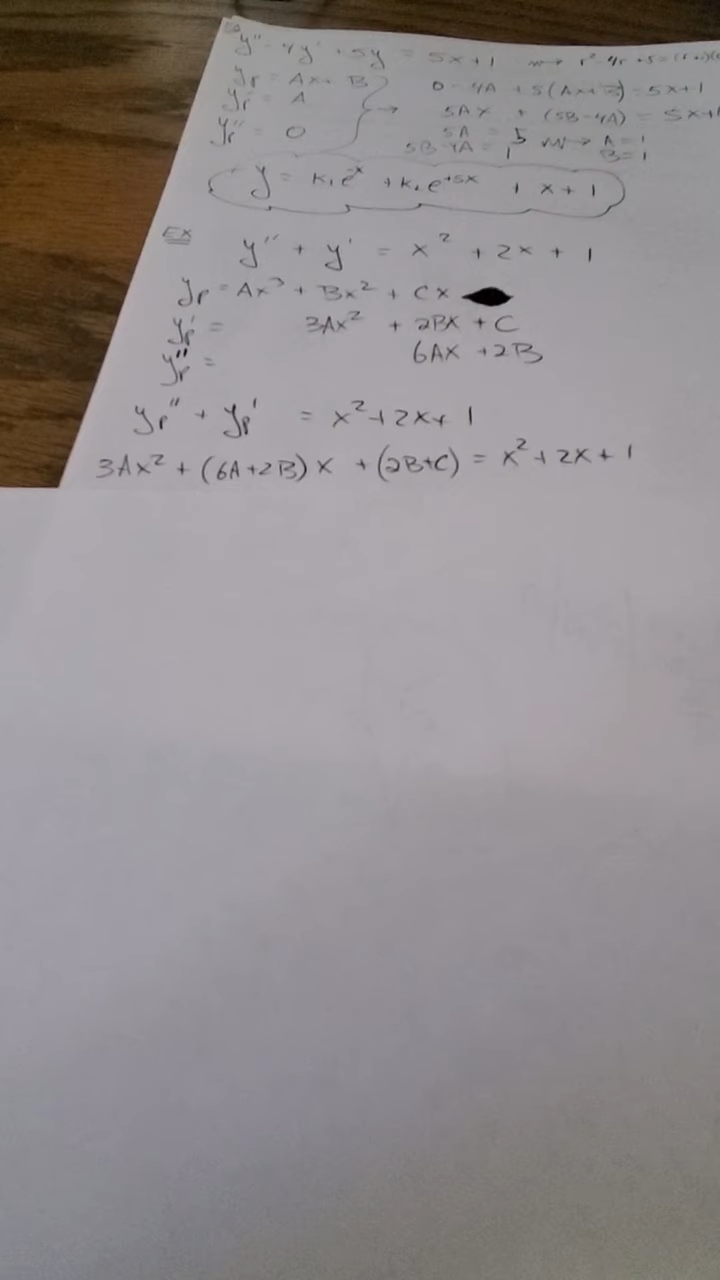 y'' - 4y' + 5y = 5x+1
yp = Ax + B
0 - 4A + 5(Ax+B) = 5x+1
yp' = A
5Ax + (5B-4A) = 5x+1
yp'' = 0
5A = 5 → A=1
5B-4A = 1 B=1
y = k₁e^x + k₂e^+5x + x + 1
Ex
y'' + y' = x² + 2x + 1
yp = Ax³ + Bx² + Cx
yp' = 3Ax² + 2Bx + C
yp'' = 6Ax + 2B
yp'' + yp' = x² + 2x + 1
3Ax² + (6A+2B)x + (2B+C) = x² + 2x + 1